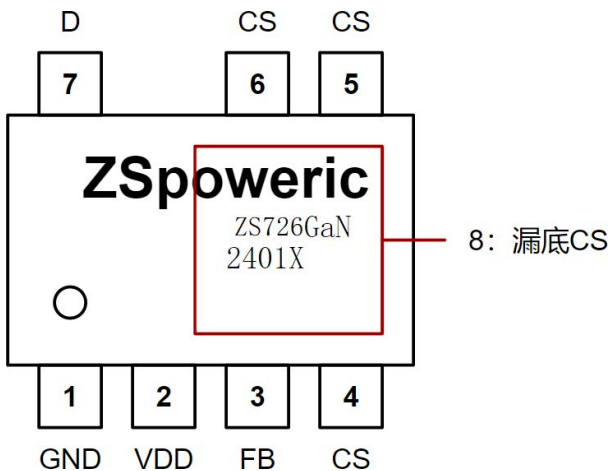 D CS CS
7 6 5
ZSpoweric
ZS726GaN
2401X
8：漏底CS
1 2 3 4
GND VDD FB CS